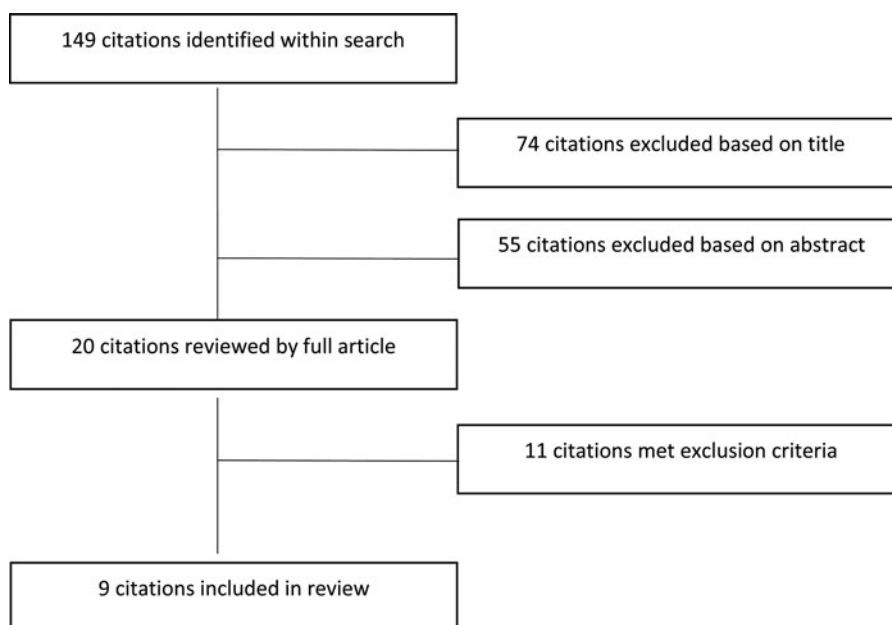 149 citations identified within search
74 citations excluded based on title
55 citations excluded based on abstract
20 citations reviewed by full article
11 citations met exclusion criteria
9 citations included in review